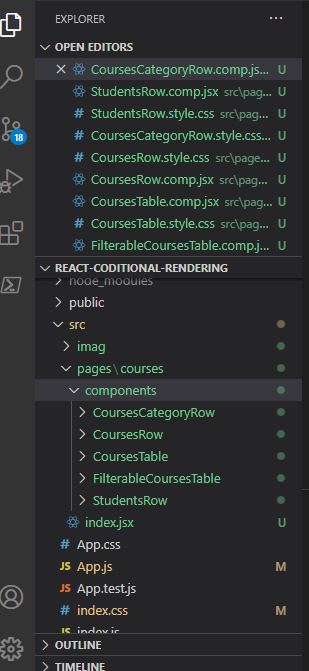 EXPLORER ...
OPEN EDITORS
CoursesCategoryRow.comp.js... U
StudentsRow.comp.jsx src\pag... U
# StudentsRow.style.css src\pag... U
# CoursesCategoryRow.style.css... U
# CoursesRow.style.css src\page... U
CoursesRow.comp.jsx src\pag... U
CoursesTable.comp.jsx src\pag... U
# CoursesTable.style.css src\pag... U
FilterableCoursesTable.comp.j... U
18
REACT-CODITIONAL-RENDERING
node_modules
public
src
imag
pages\courses
components
CoursesCategoryRow
CoursesRow
CoursesTable
FilterableCoursesTable
StudentsRow
index.jsx U
# App.css
JS App.js M
JS App.test.js
# index.css M
JS index.js
OUTLINE
TIMELINE